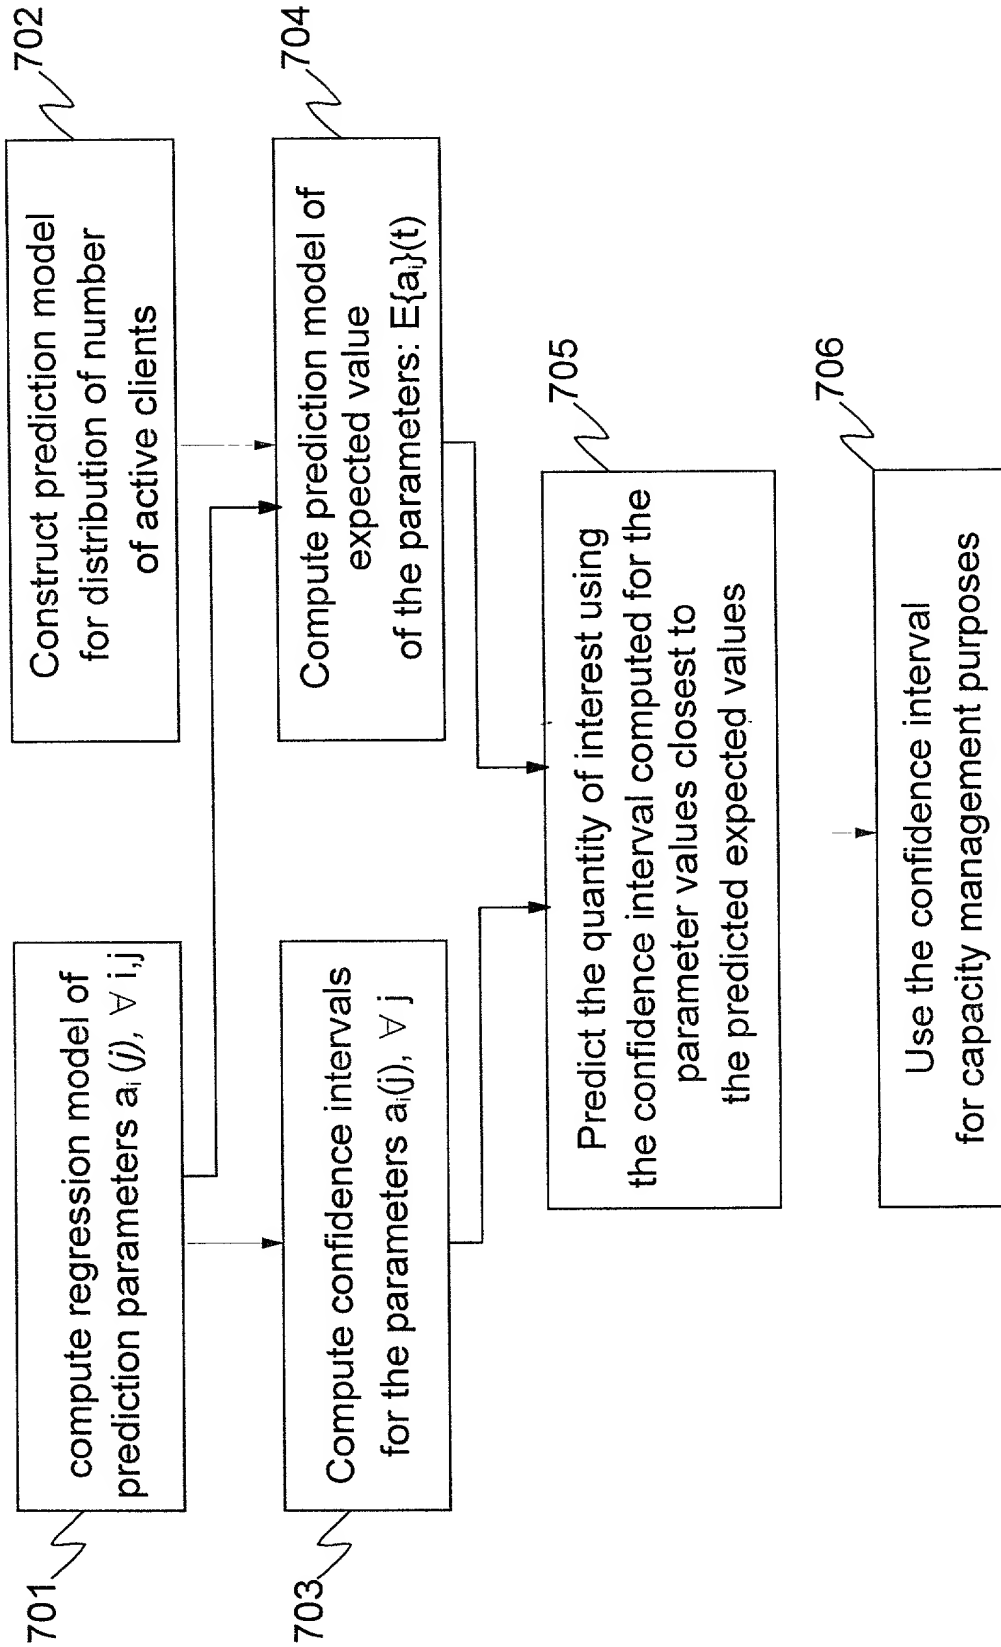 701
compute regression model of
prediction parameters aᵢ (j), ∀ i,j
702
Construct prediction model
for distribution of number
of active clients
703
Compute confidence intervals
for the parameters aᵢ(j), ∀ j
704
Compute prediction model of
expected value
of the parameters: E{aᵢ}(t)
705
Predict the quantity of interest using
the confidence interval computed for the
parameter values closest to
the predicted expected values
706
Use the confidence interval
for capacity management purposes